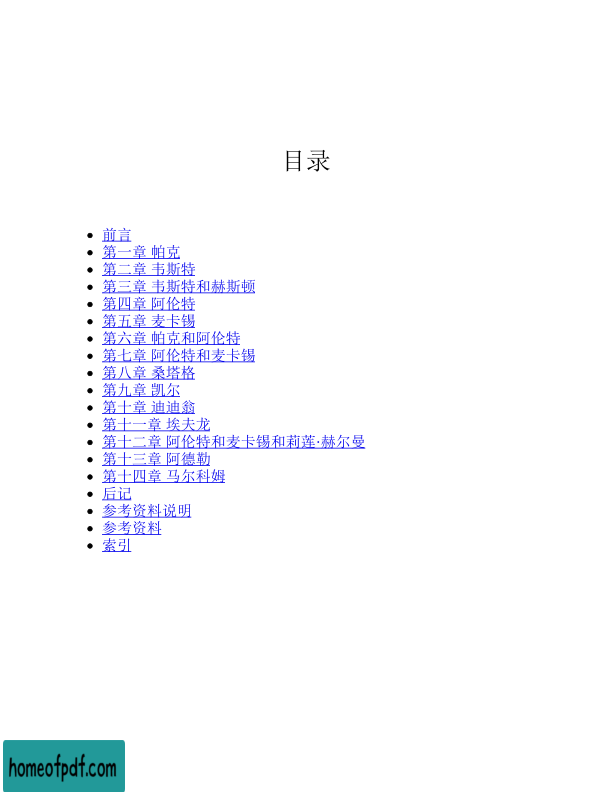 目录
前言
第一章 帕克
第二章 韦斯特
第三章 韦斯特和赫斯顿
第四章 阿伦特
第五章 麦卡锡
第六章 帕克和阿伦特
第七章 阿伦特和麦卡锡
第八章 桑塔格
第九章 凯尔
第十章 迪迪翁
第十一章 埃夫龙
第十二章 阿伦特和麦卡锡和莉莲·赫尔曼
第十三章 阿德勒
第十四章 马尔科姆
后记
参考资料说明
参考资料
索引
homeofpdf.com